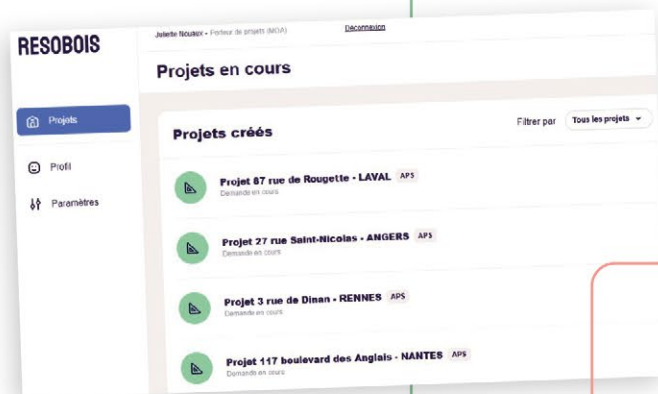 RESOBOIS
Juliette Nouaux - Porteur de projets (MOA)
Déconnexion
Projets en cours
Projets
Profil
Paramètres
Projets créés
Filtrer par
Tous les projets
Projet 87 rue de Rougette - LAVAL APS
Demande en cours
Projet 27 rue Saint-Nicolas - ANGERS APS
Demande en cours
Projet 3 rue de Dinan - RENNES APS
Demande en cours
Projet 117 boulevard des Anglais - NANTES APS
Demande en cours